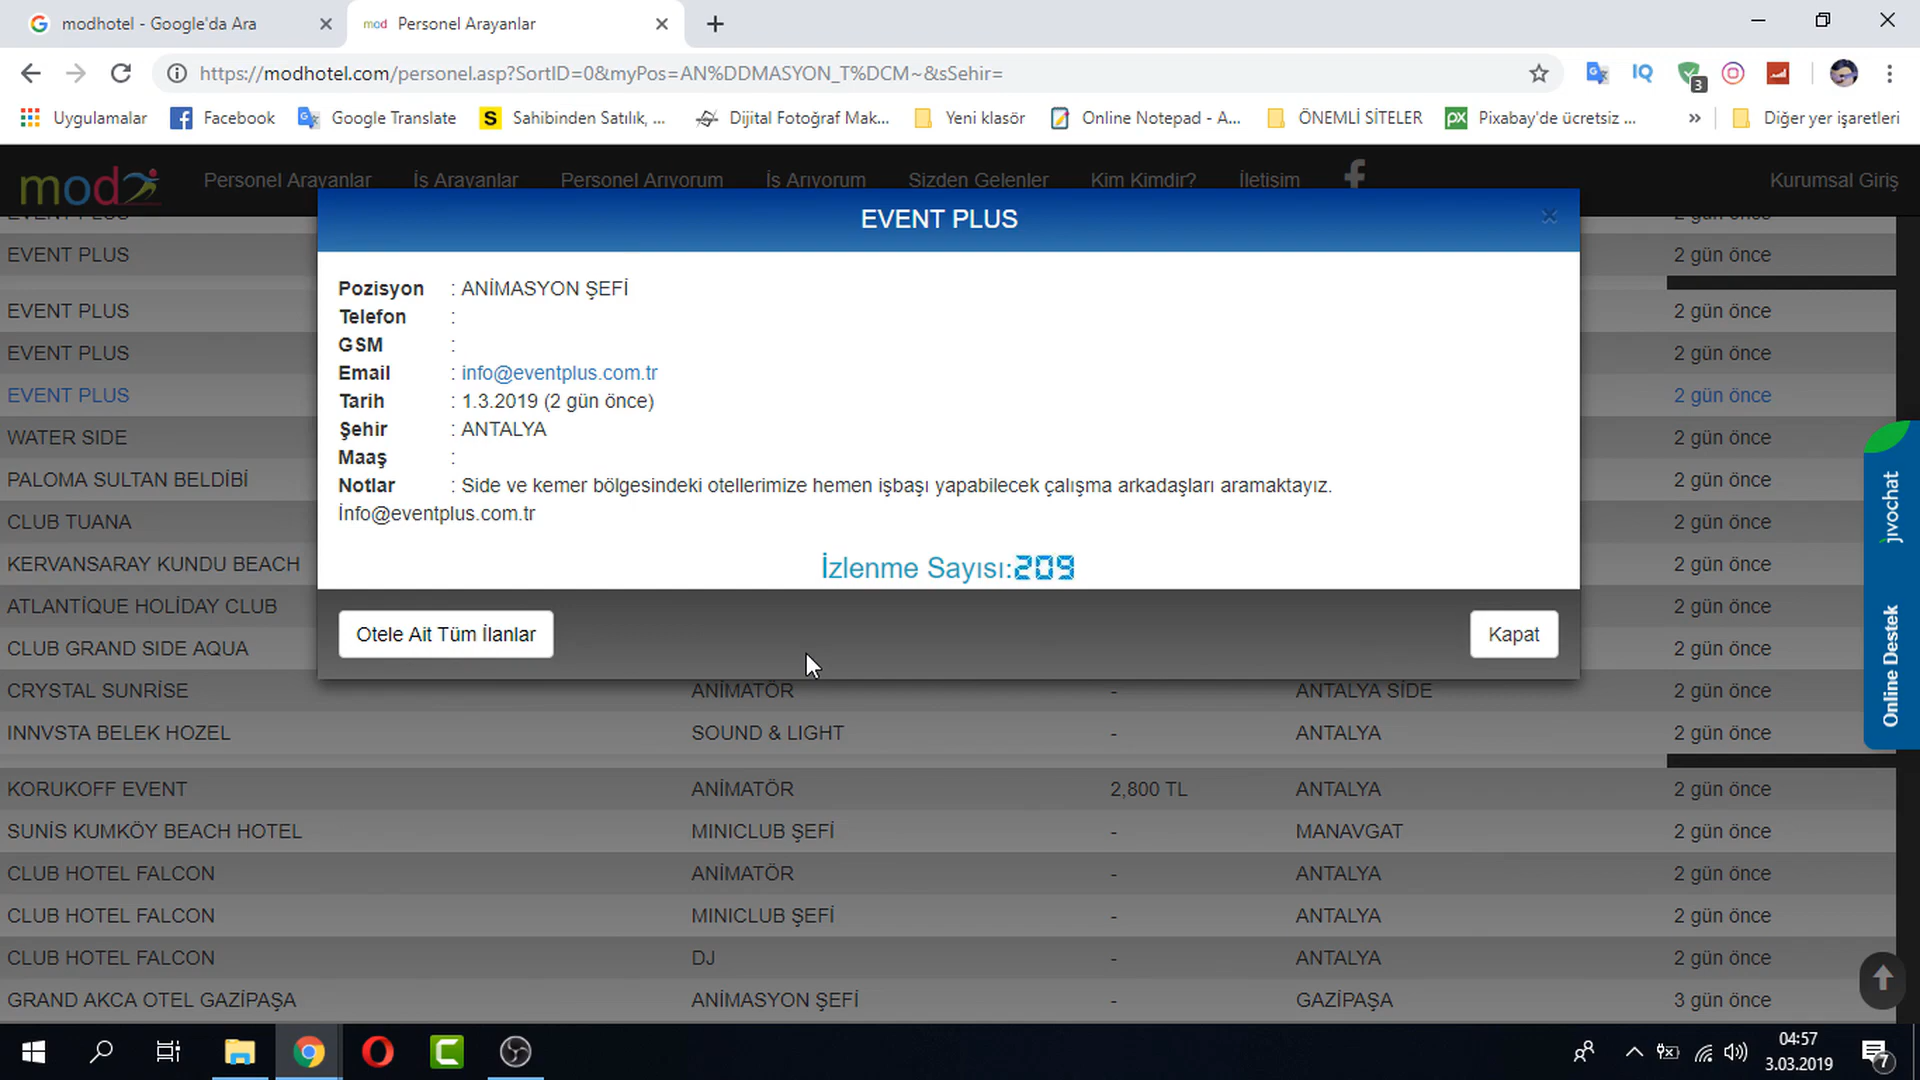 modhotel - Google'da Ara
mod Personel Arayanlar
https://modhotel.com/personel.asp?SortID=0&myPos=AN%DDMASYON_T%DCM~&sSehir=
IQ
3
Uygulamalar Facebook Google Translate Sahibinden Satılık, ... Dijital Fotoğraf Mak... Yeni klasör Online Notepad - A... ÖNEMLİ SİTELER Pixabay'de ücretsiz ... » Diğer yer işaretleri
mod Personel Arayanlar İş Arayanlar Personel Arıyorum İş Arıyorum Sizden Gelenler Kim Kimdir? İletişim Kurumsal Giriş
EVENT PLUS
×
Pozisyon : ANİMASYON ŞEFİ
Telefon :
GSM :
Email : info@eventplus.com.tr
Tarih : 1.3.2019 (2 gün önce)
Şehir : ANTALYA
Maaş :
Notlar : Side ve kemer bölgesindeki otellerimize hemen işbaşı yapabilecek çalışma arkadaşları aramaktayız.
İnfo@eventplus.com.tr
İzlenme Sayısı:209
Otele Ait Tüm İlanlar
Kapat
EVENT PLUS 2 gün önce
EVENT PLUS 2 gün önce
EVENT PLUS 2 gün önce
EVENT PLUS 2 gün önce
EVENT PLUS 2 gün önce
WATER SIDE 2 gün önce
PALOMA SULTAN BELDİBİ 2 gün önce
CLUB TUANA 2 gün önce
KERVANSARAY KUNDU BEACH 2 gün önce
ATLANTİQUE HOLİDAY CLUB 2 gün önce
CLUB GRAND SIDE AQUA 2 gün önce
CRYSTAL SUNRİSE ANİMATÖR - ANTALYA SİDE 2 gün önce
INNVSTA BELEK HOZEL SOUND & LIGHT - ANTALYA 2 gün önce
KORUKOFF EVENT ANİMATÖR 2,800 TL ANTALYA 2 gün önce
SUNİS KUMKÖY BEACH HOTEL MINICLUB ŞEFİ - MANAVGAT 2 gün önce
CLUB HOTEL FALCON ANİMATÖR - ANTALYA 2 gün önce
CLUB HOTEL FALCON MINICLUB ŞEFİ - ANTALYA 2 gün önce
CLUB HOTEL FALCON DJ - ANTALYA 2 gün önce
GRAND AKCA OTEL GAZİPAŞA ANİMASYON ŞEFİ - GAZİPAŞA 3 gün önce
jivochat
Online Destek
04:57
3.03.2019
7